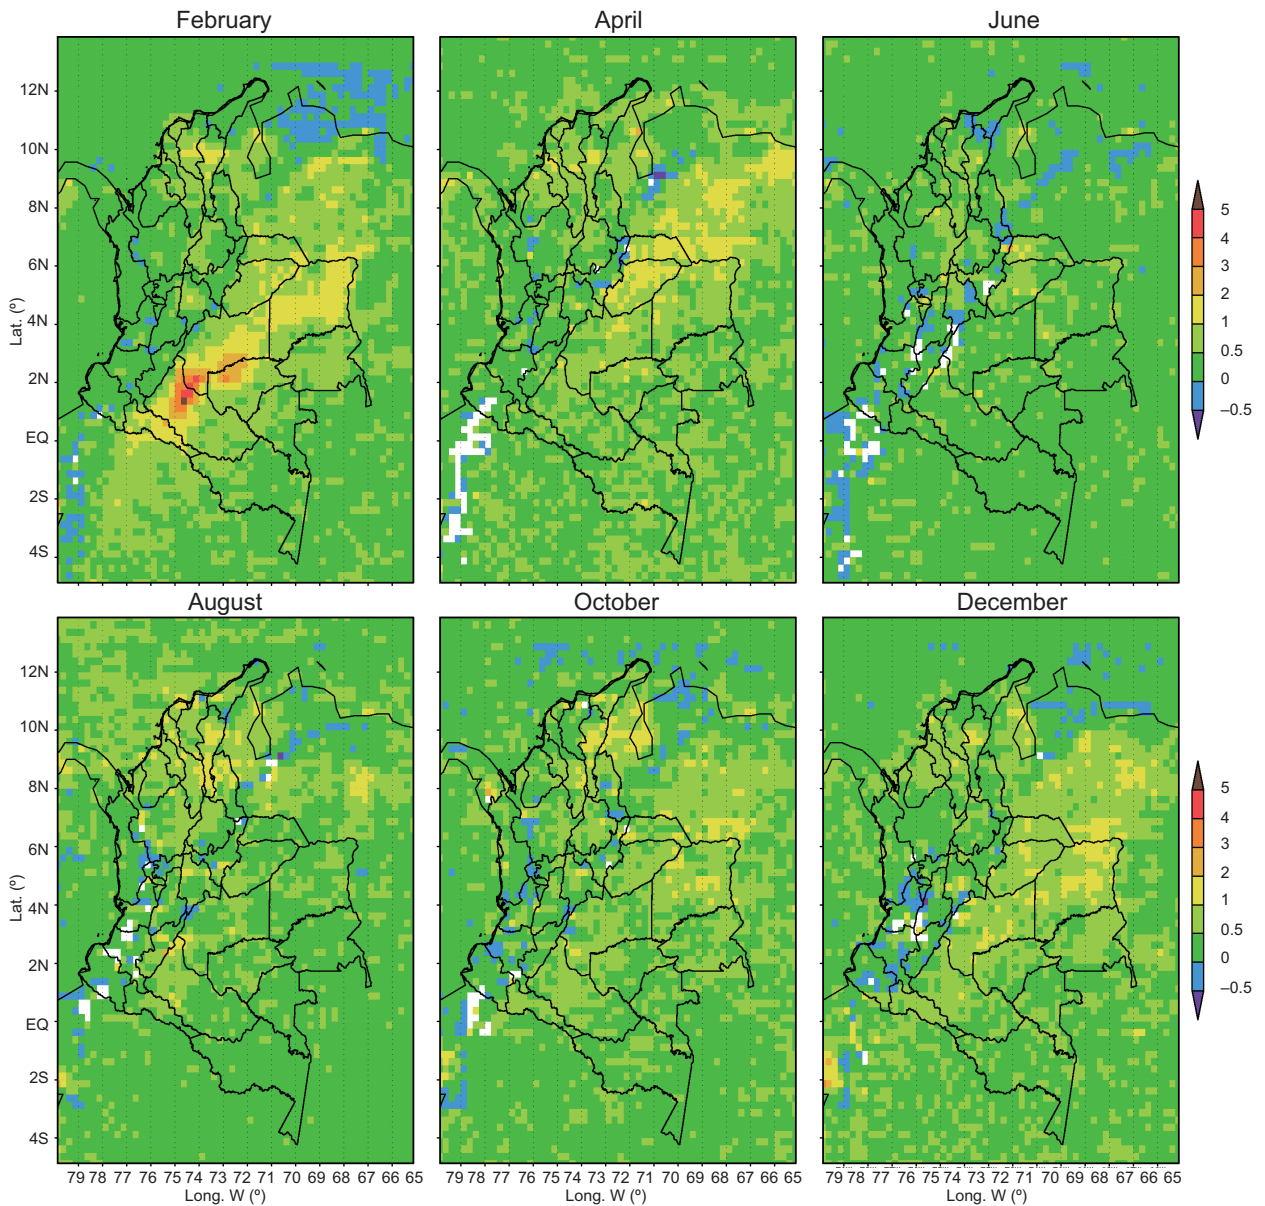 February
April
June
Lat. (º)
12N
10N
8N
6N
4N
2N
EQ
2S
4S
5
4
3
2
1
0.5
0
–0.5
August
October
December
Lat. (º)
12N
10N
8N
6N
4N
2N
EQ
2S
4S
5
4
3
2
1
0.5
0
–0.5
79 78 77 76 75 74 73 72 71 70 69 68 67 66 65
79 78 77 76 75 74 73 72 71 70 69 68 67 66 65
79 78 77 76 75 74 73 72 71 70 69 68 67 66 65
Long. W (º)
Long. W (º)
Long. W (º)